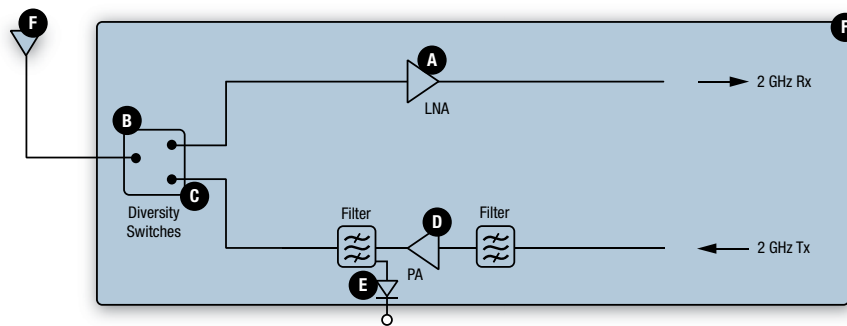 F
F
A
LNA
2 GHz Rx
B
C
Diversity
Switches
Filter
D
Filter
PA
E
2 GHz Tx